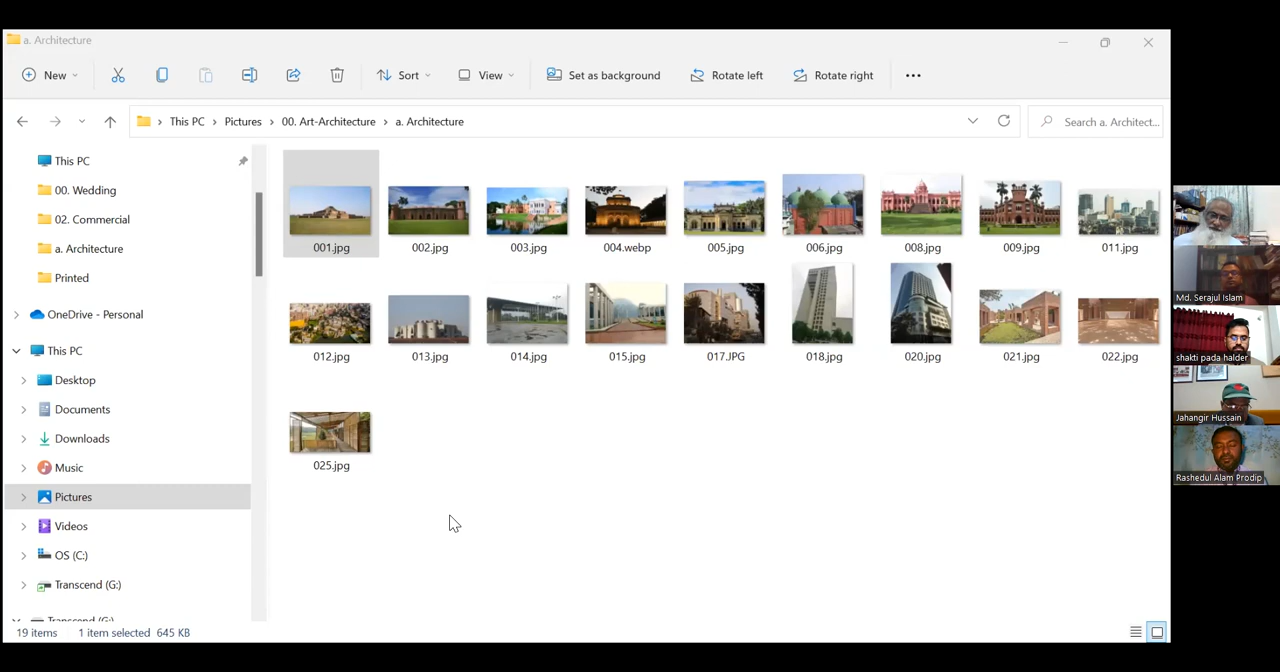 a. Architecture
New
Sort
View
Set as background
Rotate left
Rotate right
This PC > Pictures > 00. Art-Architecture > a. Architecture
Search a. Architect...
This PC
00. Wedding
02. Commercial
a. Architecture
Printed
OneDrive - Personal
This PC
Desktop
Documents
Downloads
Music
Pictures
Videos
OS (C:)
Transcend (G:)
Transcend (G:)
001.jpg 002.jpg 003.jpg 004.webp 005.jpg 006.jpg 008.jpg 009.jpg 011.jpg
012.jpg 013.jpg 014.jpg 015.jpg 017.JPG 018.jpg 020.jpg 021.jpg 022.jpg
025.jpg
19 items 1 item selected 645 KB
Md. Serajul Islam
shakti pada halder
Jahangir Hussain
Rashedul Alam Prodip